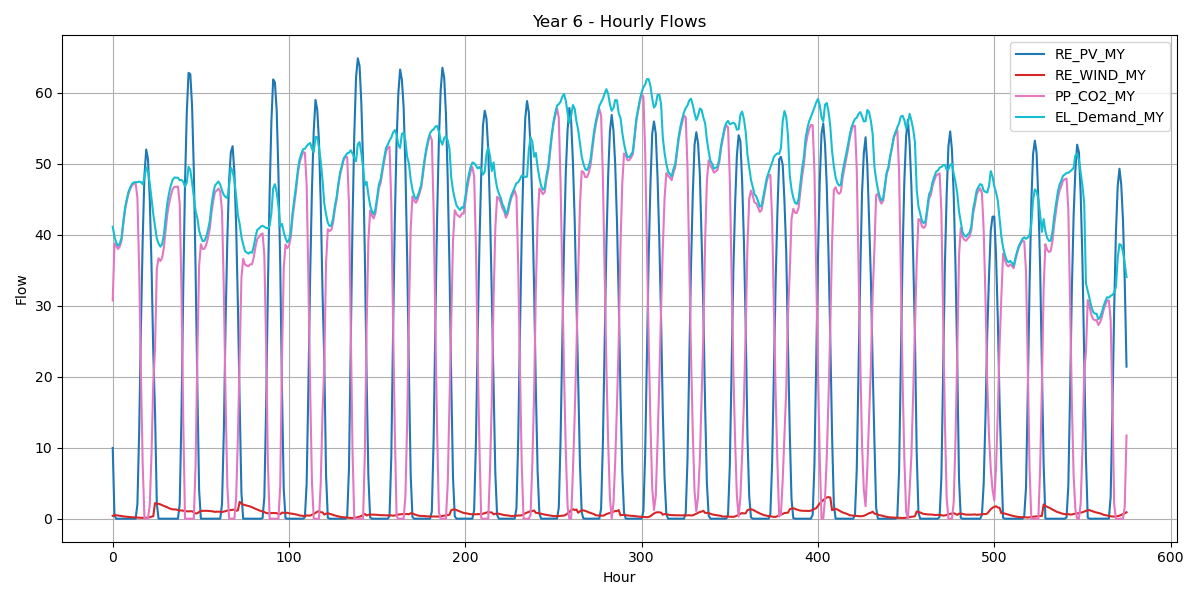 Year 6 - Hourly Flows
RE_PV_MY
RE_WIND_MY
PP_CO2_MY
EL_Demand_MY
Flow
60
50
40
30
20
10
0
0 100 200 300 400 500 600
Hour